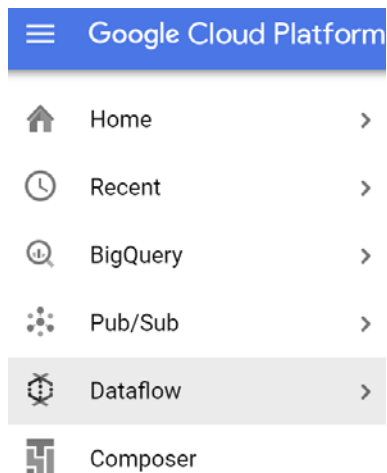 Google Cloud Platform
Home
Recent
BigQuery
Pub/Sub
Dataflow
Composer